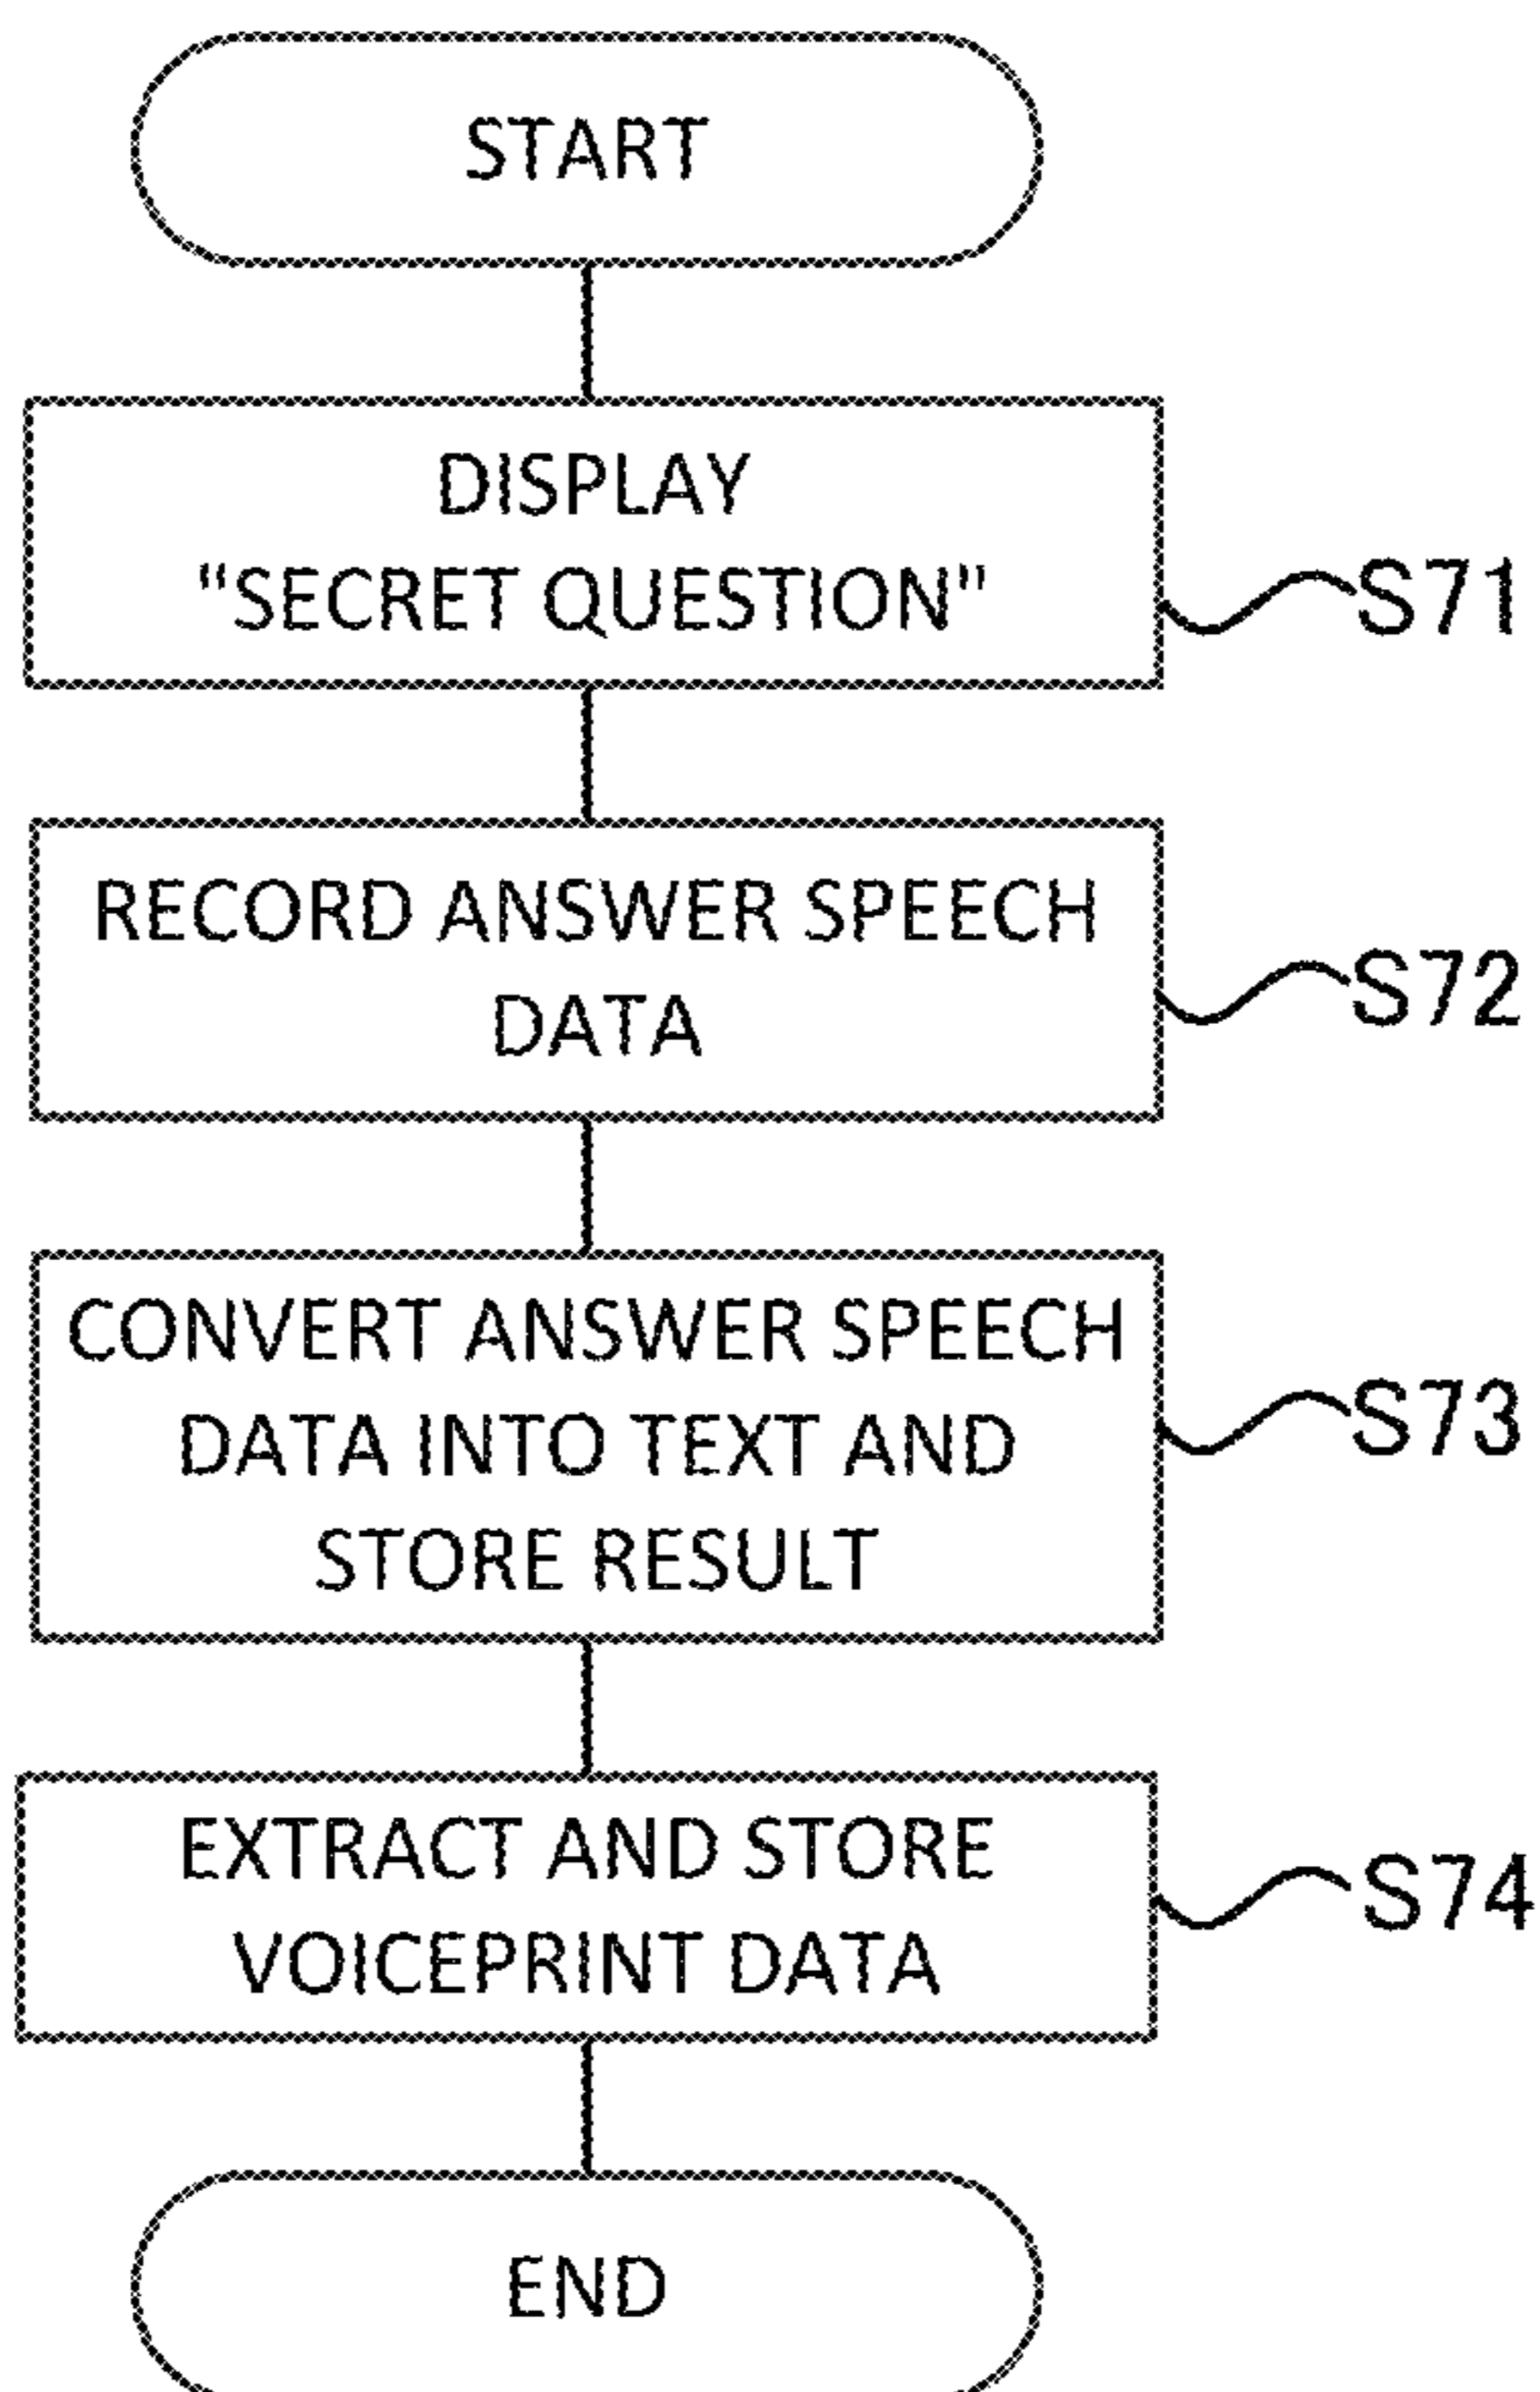 START
DISPLAY
"SECRET QUESTION"
S71
RECORD ANSWER SPEECH
DATA
S72
CONVERT ANSWER SPEECH
DATA INTO TEXT AND
STORE RESULT
S73
EXTRACT AND STORE
VOICEPRINT DATA
S74
END